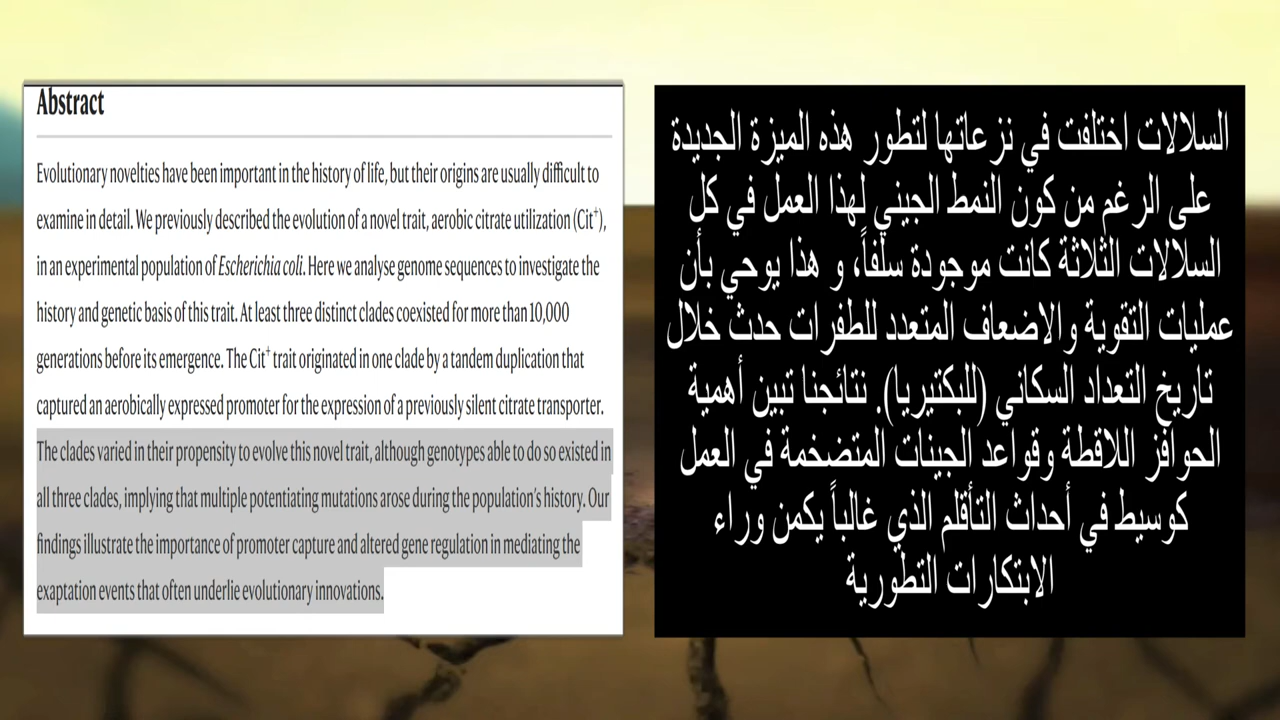 Abstract
Evolutionary novelties have been important in the history of life, but their origins are usually difficult to
examine in detail. We previously described the evolution of a novel trait, aerobic citrate utilization (Cit⁺),
in an experimental population of Escherichia coli. Here we analyse genome sequences to investigate the
history and genetic basis of this trait. At least three distinct clades coexisted for more than 10,000
generations before its emergence. The Cit⁺ trait originated in one clade by a tandem duplication that
captured an aerobically expressed promoter for the expression of a previously silent citrate transporter.
The clades varied in their propensity to evolve this novel trait, although genotypes able to do so existed in
all three clades, implying that multiple potentiating mutations arose during the population's history. Our
findings illustrate the importance of promoter capture and altered gene regulation in mediating the
exaptation events that often underlie evolutionary innovations.
السلالات اختلفت في نزعاتها لتطور هذه الميزة الجديدة
على الرغم من كون النمط الجيني لهذا العمل في كل
السلالات الثلاثة كانت موجودة سلفاً، و هذا يوحي بأن
عمليات التقوية والاضعاف المتعدد للطفرات حدث خلال
تاريخ التعداد السكاني (للبكتيريا). نتائجنا تبين أهمية
الحوافز اللاقطة وقواعد الجينات المتضخمة في العمل
كوسيط في أحداث التأقلم الذي غالباً يكمن وراء
الابتكارات التطورية